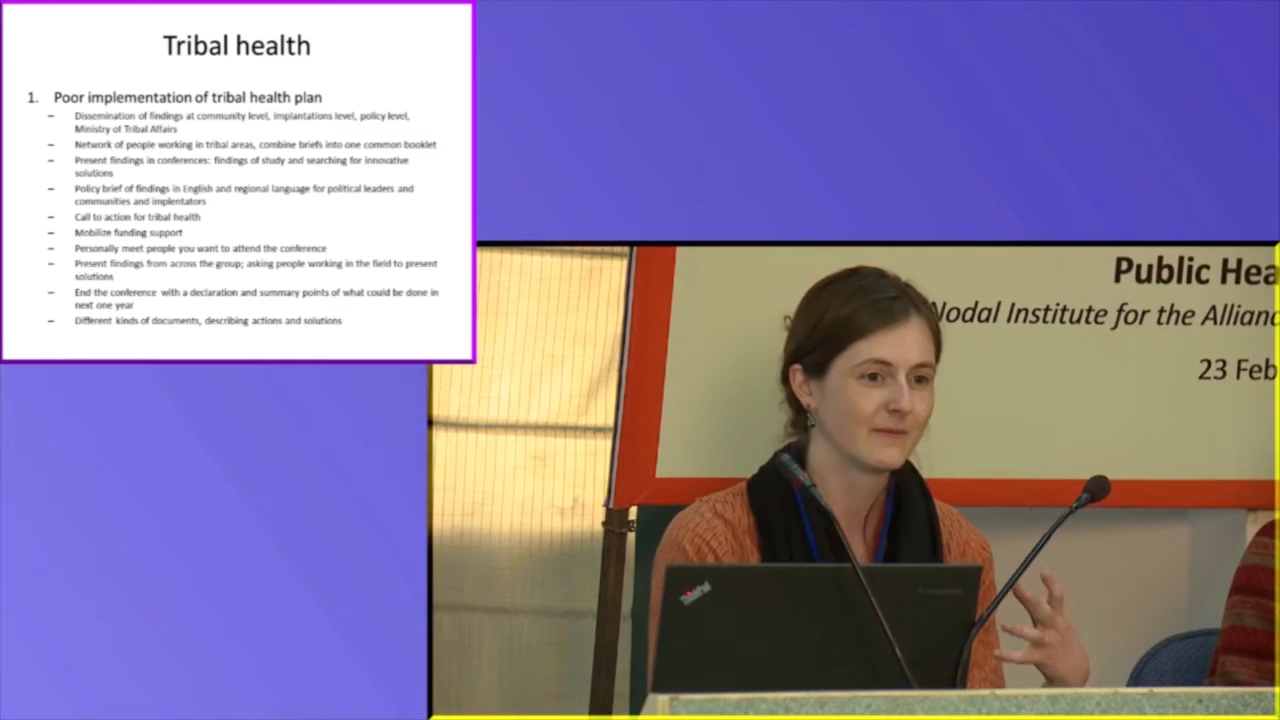 Tribal health
1. Poor implementation of tribal health plan
– Dissemination of findings at community level, implantations level, policy level,
Ministry of Tribal Affairs
– Network of people working in tribal areas, combine briefs into one common booklet
– Present findings in conferences: findings of study and searching for innovative
solutions
– Policy brief of findings in English and regional language for political leaders and
communities and implentators
– Call to action for tribal health
– Mobilize funding support
– Personally meet people you want to attend the conference
– Present findings from across the group; asking people working in the field to present
solutions
– End the conference with a declaration and summary points of what could be done in
next one year
– Different kinds of documents, describing actions and solutions
Public Hea
Nodal Institute for the Allianc
23 Feb
ThinkPad